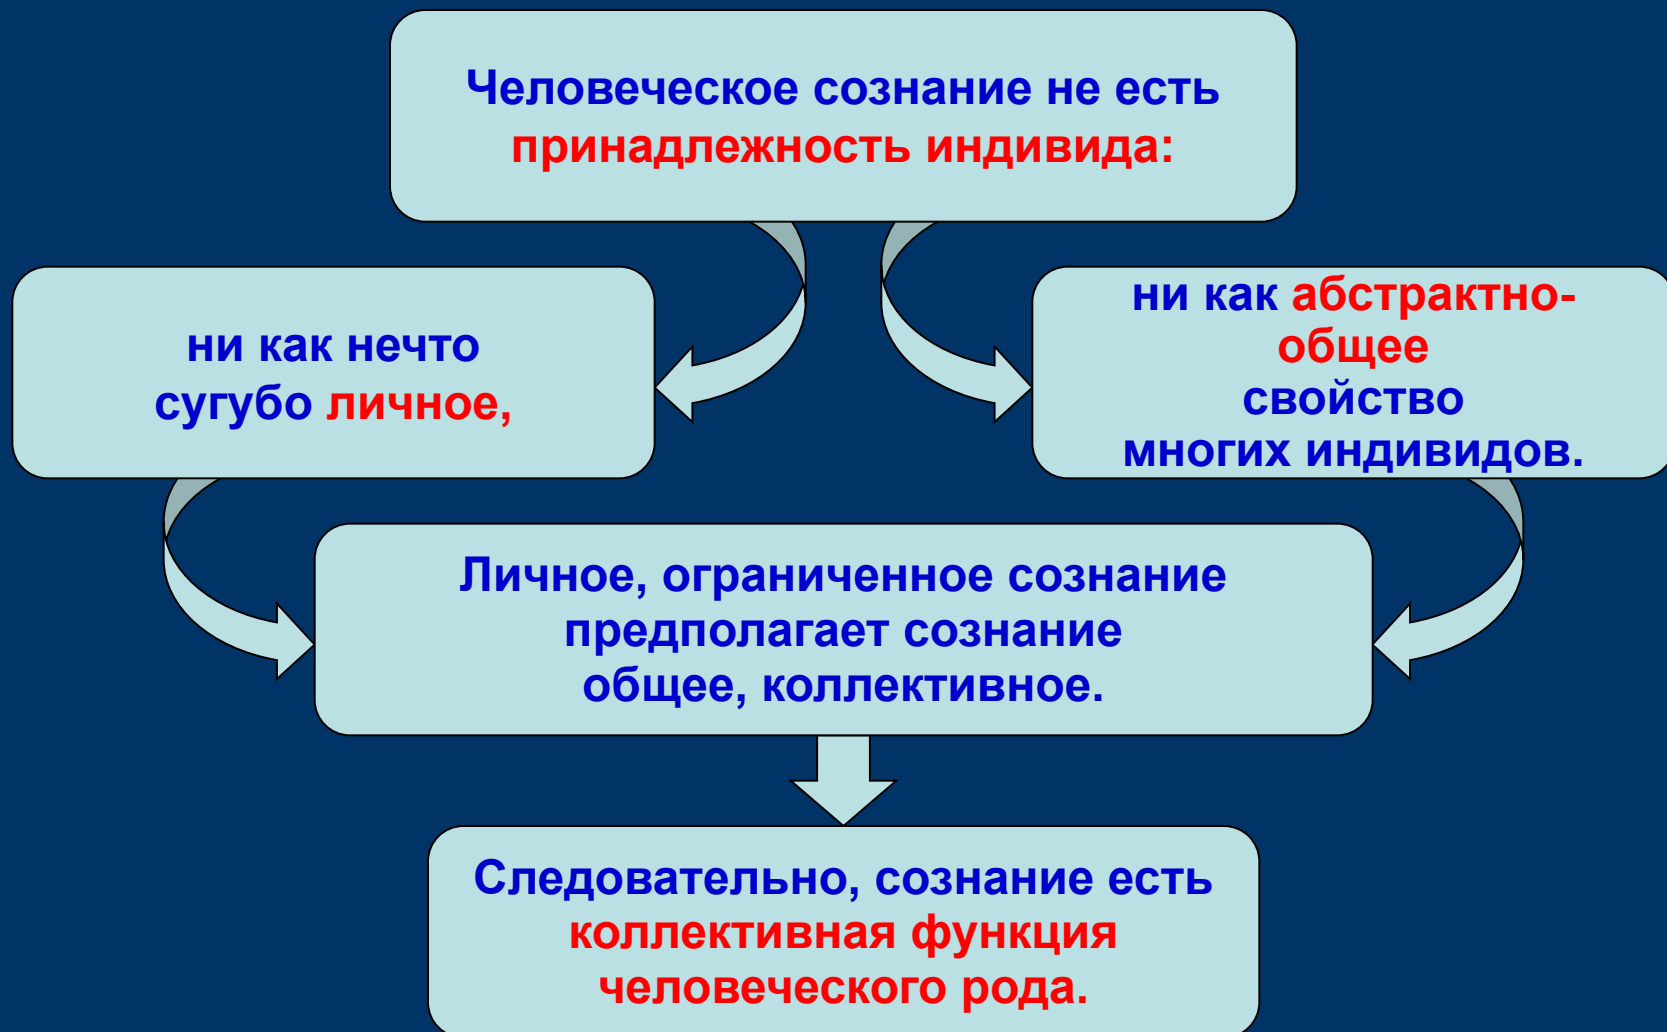 Человеческое сознание не есть
принадлежность индивида:
ни как нечто
сугубо личное,
ни как абстрактно-
общее
свойство
многих индивидов.
Личное, ограниченное сознание
предполагает сознание
общее, коллективное.
Следовательно, сознание есть
коллективная функция
человеческого рода.